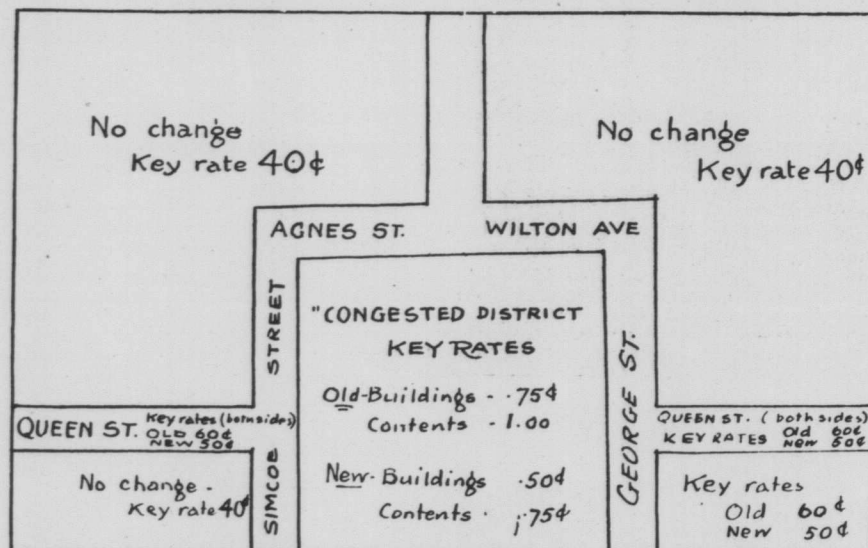 No change
Key rate 40¢
No change
Key rate 40¢
AGNES ST.
WILTON AVE
SIMCOE STREET
GEORGE ST.
"CONGESTED DISTRICT
KEY RATES
Old-Buildings - .75¢
Contents - 1.00
New-Buildings .50¢
Contents . .75¢
QUEEN ST.
Key rates (both sides)
OLD 60¢
NEW 50¢
QUEEN ST. (both sides)
KEY RATES Old 60¢
New 50¢
No change -
Key rate 40¢
Key rates
Old 60¢
New 50¢